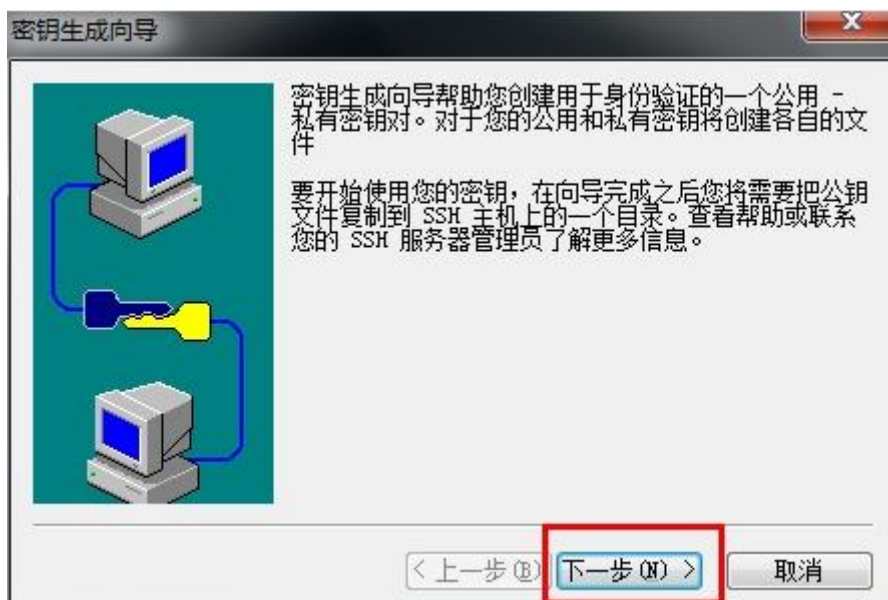 密钥生成向导
密钥生成向导帮助您创建用于身份验证的一个公用 -
私有密钥对。对于您的公用和私有密钥将创建各自的文
件
要开始使用您的密钥，在向导完成之后您将需要把公钥
文件复制到 SSH 主机上的一个目录。查看帮助或联系
您的 SSH 服务器管理员了解更多信息。
< 上一步(B) 下一步(N) > 取消